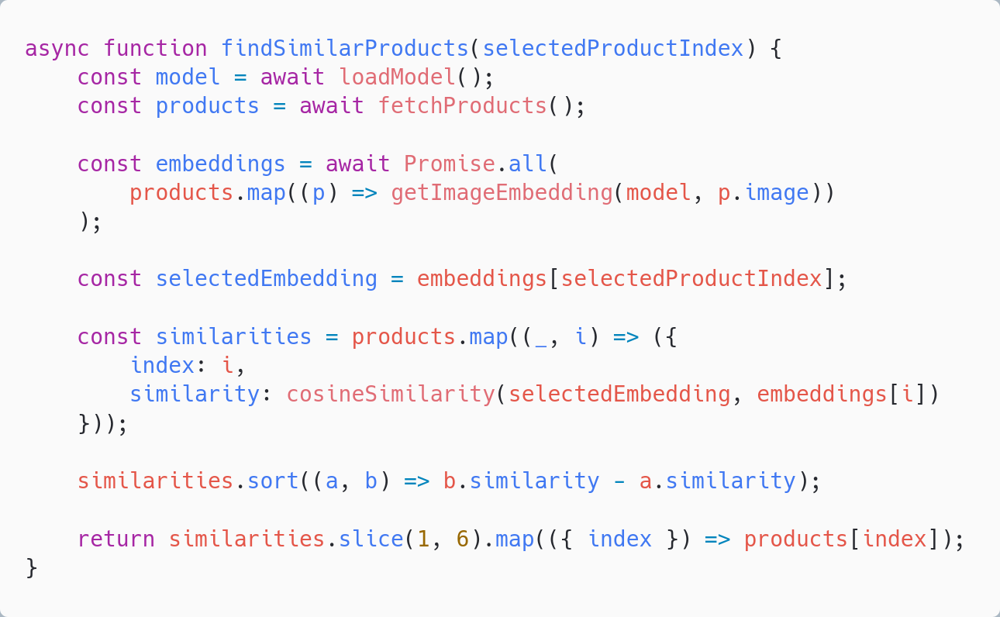 async function findSimilarProducts(selectedProductIndex) {
    const model = await loadModel();
    const products = await fetchProducts();

    const embeddings = await Promise.all(
        products.map((p) => getImageEmbedding(model, p.image))
    );

    const selectedEmbedding = embeddings[selectedProductIndex];

    const similarities = products.map((_, i) => ({
        index: i,
        similarity: cosineSimilarity(selectedEmbedding, embeddings[i])
    }));

    similarities.sort((a, b) => b.similarity - a.similarity);

    return similarities.slice(1, 6).map(({ index }) => products[index]);
}